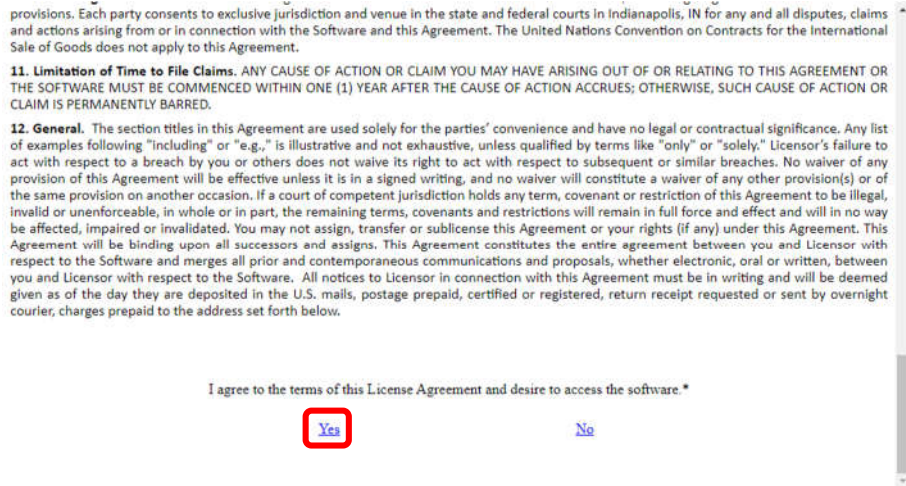 provisions. Each party consents to exclusive jurisdiction and venue in the state and federal courts in Indianapolis, IN for any and all disputes, claims
and actions arising from or in connection with the Software and this Agreement. The United Nations Convention on Contracts for the International
Sale of Goods does not apply to this Agreement.
11. Limitation of Time to File Claims. ANY CAUSE OF ACTION OR CLAIM YOU MAY HAVE ARISING OUT OF OR RELATING TO THIS AGREEMENT OR
THE SOFTWARE MUST BE COMMENCED WITHIN ONE (1) YEAR AFTER THE CAUSE OF ACTION ACCRUES; OTHERWISE, SUCH CAUSE OF ACTION OR
CLAIM IS PERMANENTLY BARRED.
12. General. The section titles in this Agreement are used solely for the parties' convenience and have no legal or contractual significance. Any list
of examples following "including" or "e.g.," is illustrative and not exhaustive, unless qualified by terms like "only" or "solely." Licensor's failure to
act with respect to a breach by you or others does not waive its right to act with respect to subsequent or similar breaches. No waiver of any
provision of this Agreement will be effective unless it is in a signed writing, and no waiver will constitute a waiver of any other provision(s) or of
the same provision on another occasion. If a court of competent jurisdiction holds any term, covenant or restriction of this Agreement to be illegal,
invalid or unenforceable, in whole or in part, the remaining terms, covenants and restrictions will remain in full force and effect and will in no way
be affected, impaired or invalidated. You may not assign, transfer or sublicense this Agreement or your rights (if any) under this Agreement. This
Agreement will be binding upon all successors and assigns. This Agreement constitutes the entire agreement between you and Licensor with
respect to the Software and merges all prior and contemporaneous communications and proposals, whether electronic, oral or written, between
you and Licensor with respect to the Software. All notices to Licensor in connection with this Agreement must be in writing and will be deemed
given as of the day they are deposited in the U.S. mails, postage prepaid, certified or registered, return receipt requested or sent by overnight
courier, charges prepaid to the address set forth below.
I agree to the terms of this License Agreement and desire to access the software.*
Yes No